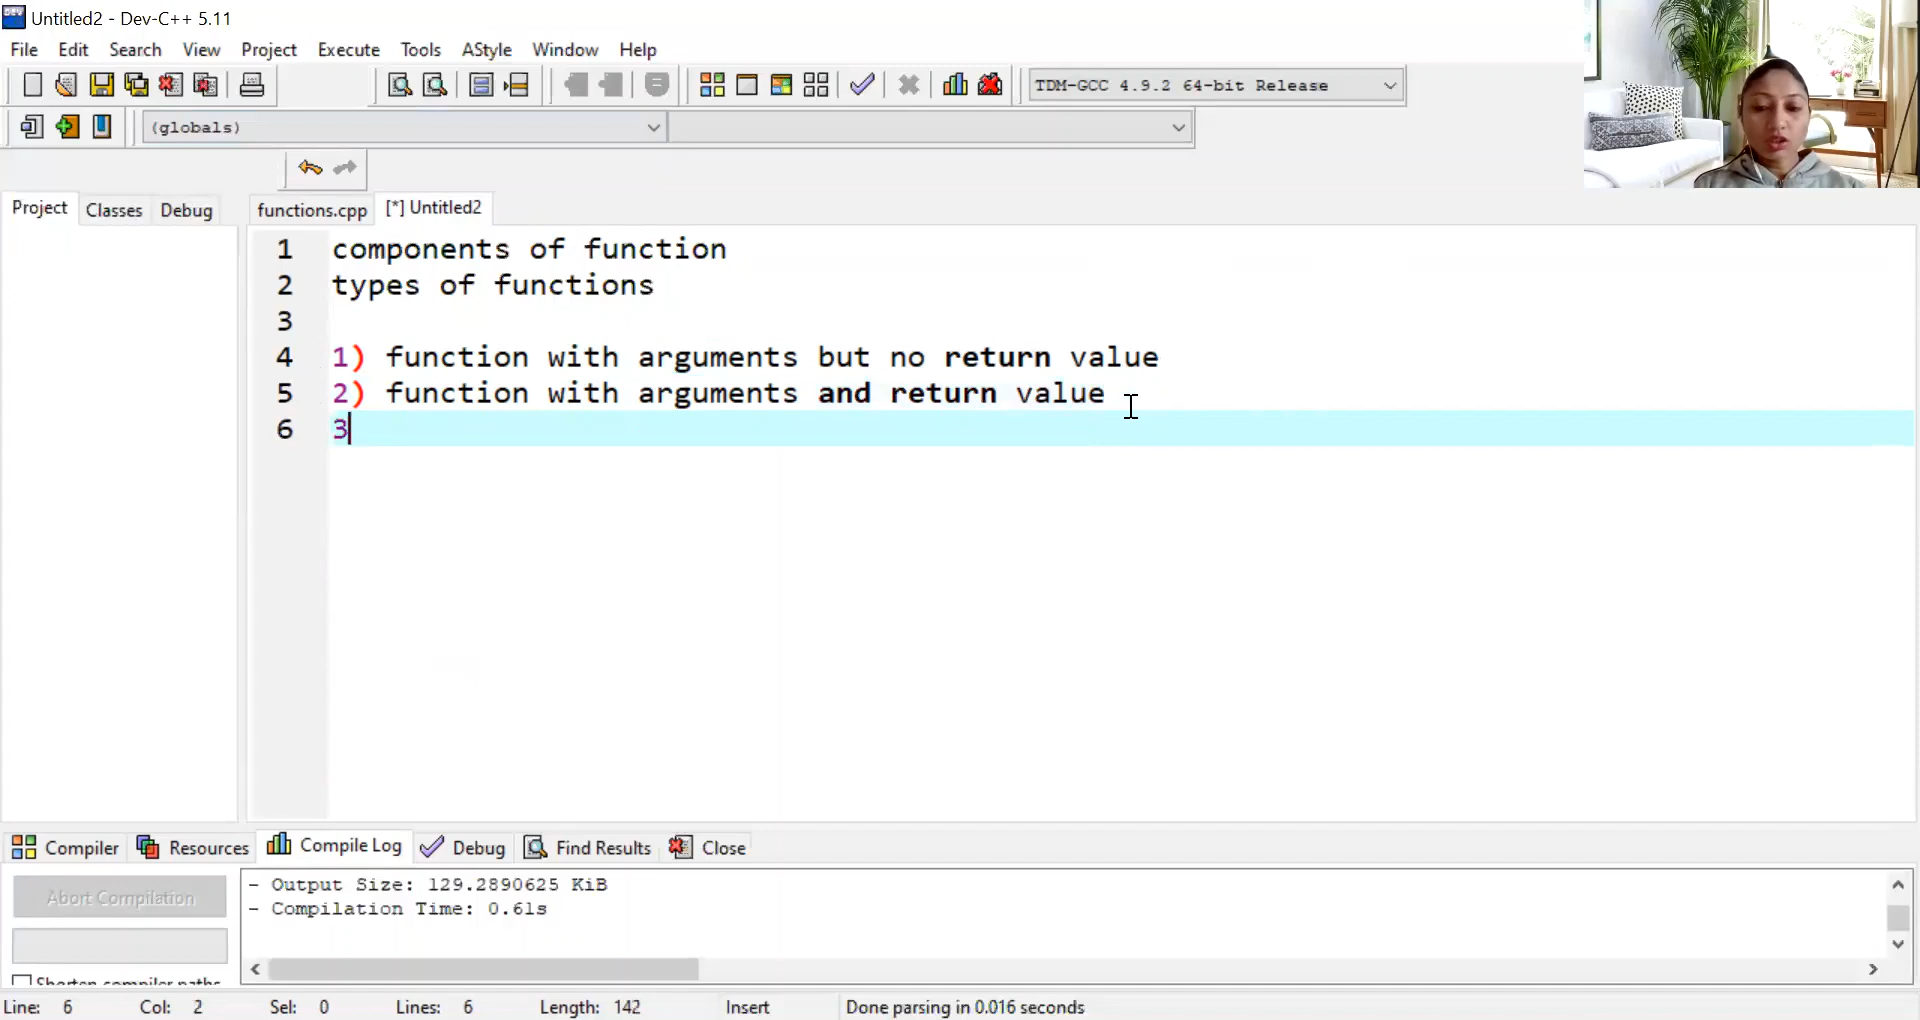 Untitled2 - Dev-C++ 5.11
File Edit Search View Project Execute Tools AStyle Window Help
TDM-GCC 4.9.2 64-bit Release
(globals)
Project Classes Debug functions.cpp [*] Untitled2
1 components of function
2 types of functions
3
4 1) function with arguments but no return value
5 2) function with arguments and return value
6 3
Compiler Resources Compile Log Debug Find Results Close
Abort Compilation
- Output Size: 129.2890625 KiB
- Compilation Time: 0.61s
Shorten compiler paths
Line: 6 Col: 2 Sel: 0 Lines: 6 Length: 142 Insert Done parsing in 0.016 seconds